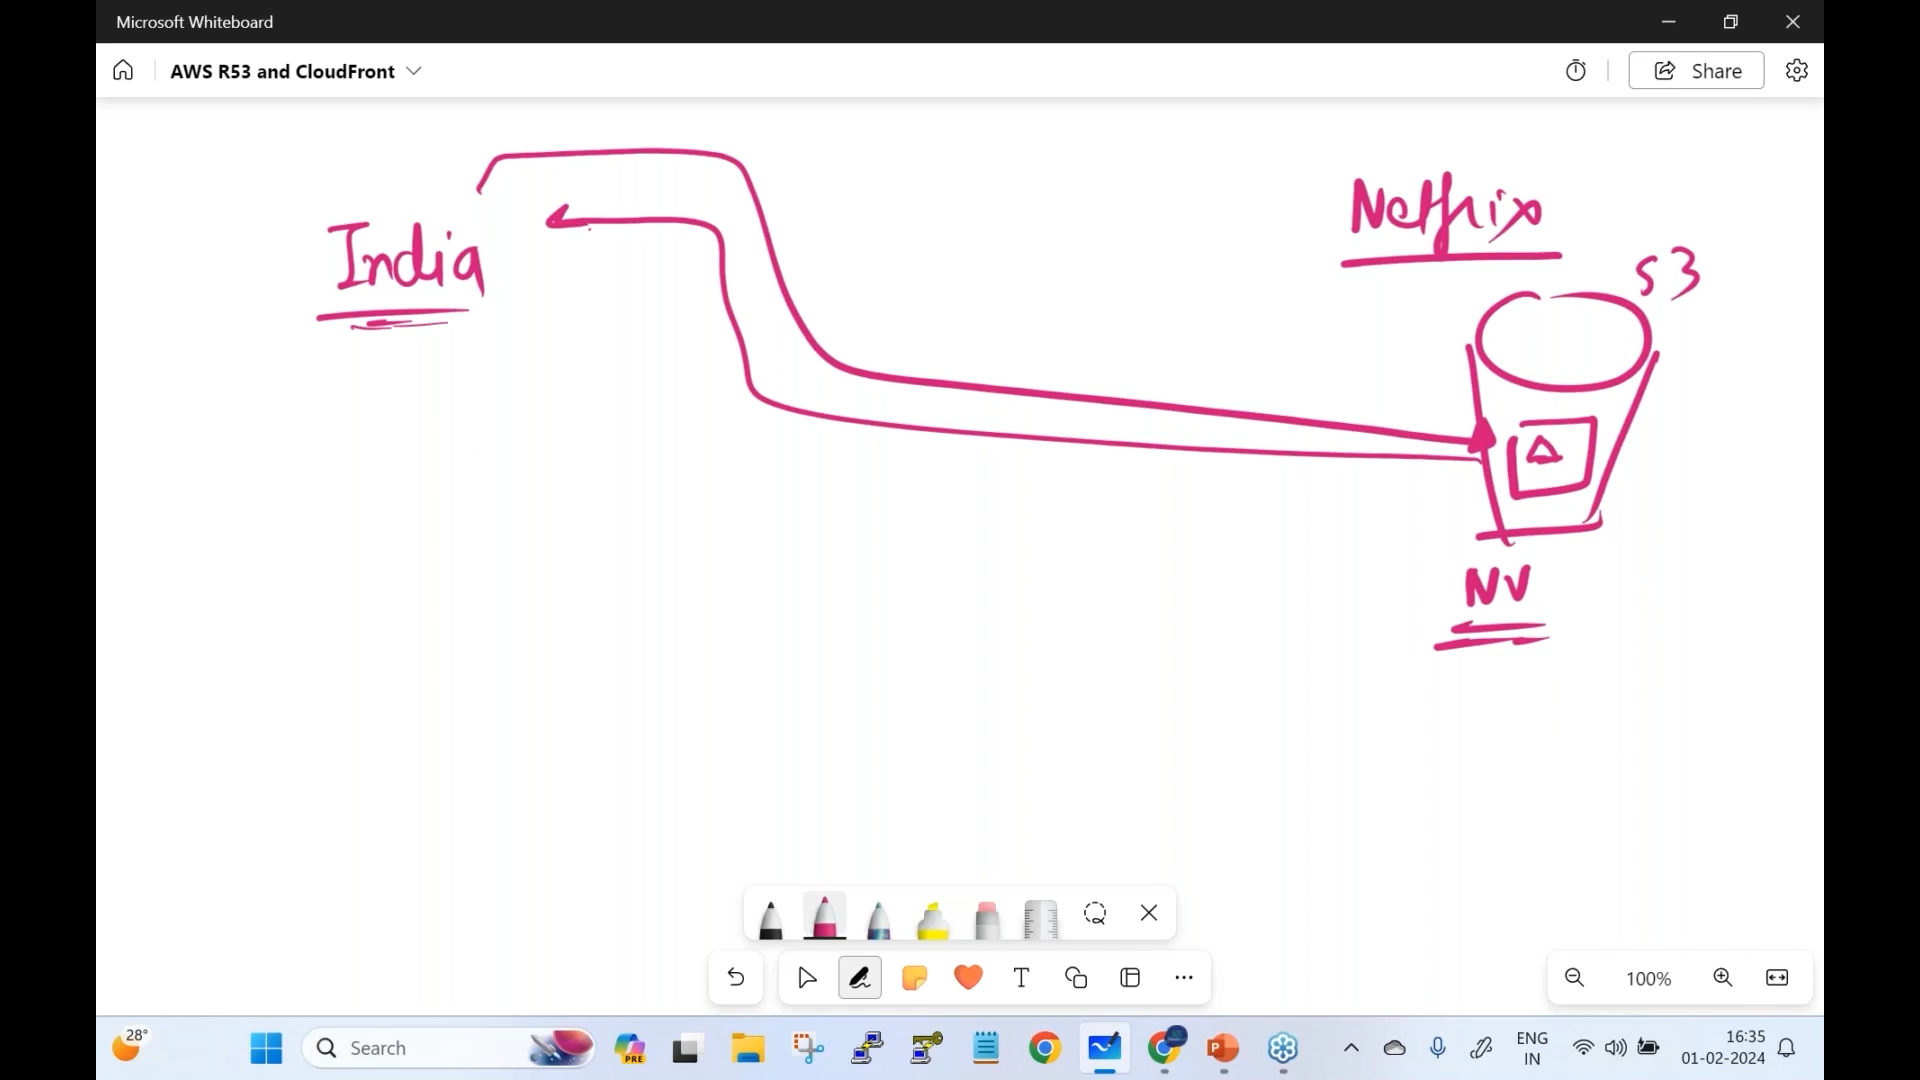 Microsoft Whiteboard
AWS R53 and CloudFront
Share
Netflix
S3
India
NV
100%
28°
Search
PRE
ENG
IN
16:35
01-02-2024